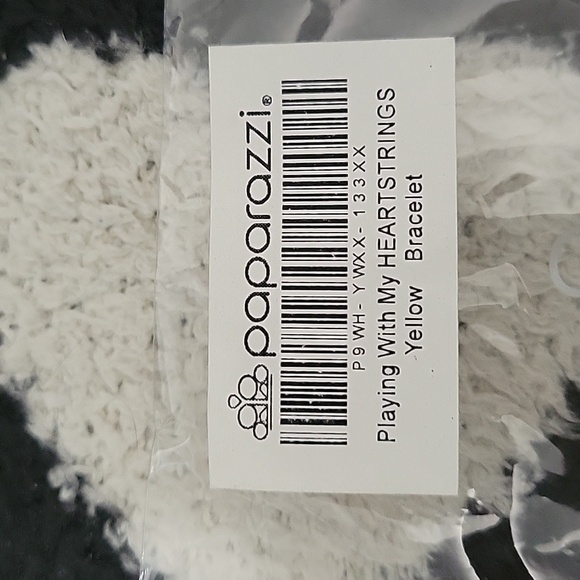 paparazzi®
P9WH-YWXX-133XX
Playing With My HEARTSTRINGS
Yellow Bracelet